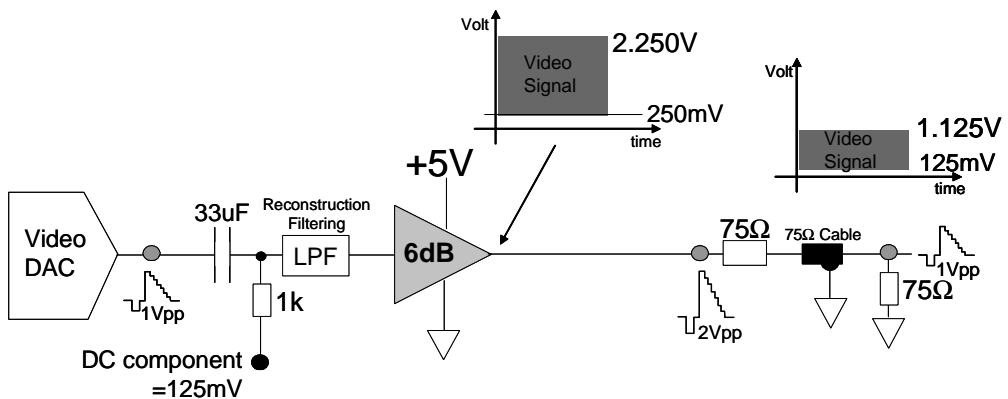 Volt
Video
Signal
2.250V
250mV
time
Volt
Video
Signal
1.125V
125mV
time
+5V
Video
DAC
33uF
Reconstruction
Filtering
LPF
6dB
75Ω
75Ω Cable
1Vpp
1k
2Vpp
1Vpp
75Ω
DC component
=125mV